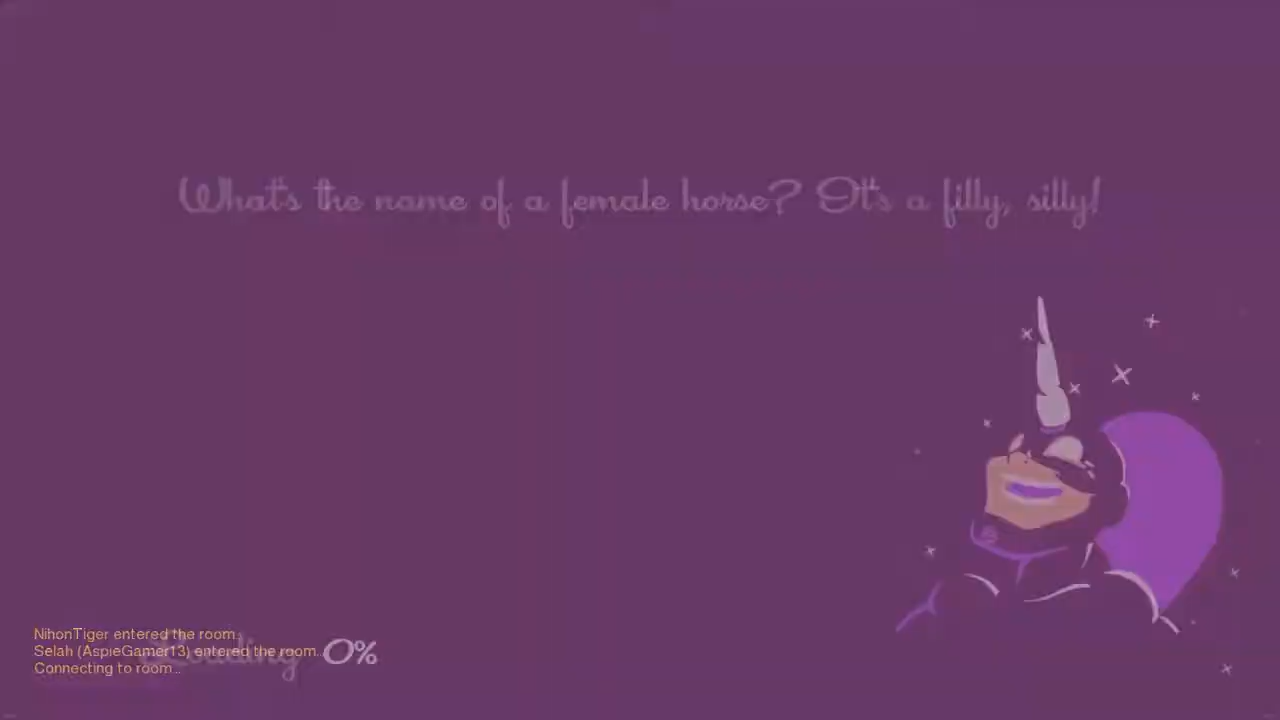 What's the name of a female horse? It's a filly, silly!
NihonTiger entered the room.
Selah (AspieGamer13) entered the room...
Connecting to room...
Loading 0%